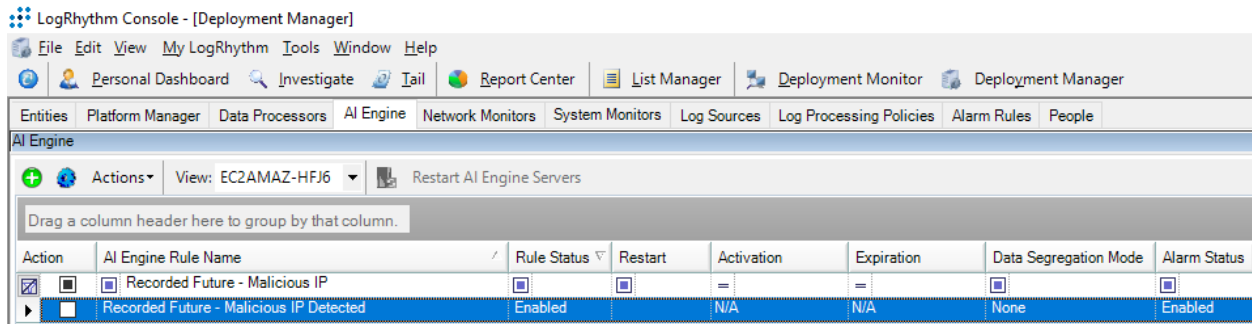 LogRhythm Console - [Deployment Manager]
File Edit View My LogRhythm Tools Window Help
Personal Dashboard Investigate Tail Report Center List Manager Deployment Monitor Deployment Manager
Entities Platform Manager Data Processors AI Engine Network Monitors System Monitors Log Sources Log Processing Policies Alarm Rules People
AI Engine
Actions View: EC2AMAZ-HFJ6 Restart AI Engine Servers
Drag a column header here to group by that column.
Action AI Engine Rule Name Rule Status Restart Activation Expiration Data Segregation Mode Alarm Status
Recorded Future - Malicious IP = =
Recorded Future - Malicious IP Detected Enabled N/A N/A None Enabled